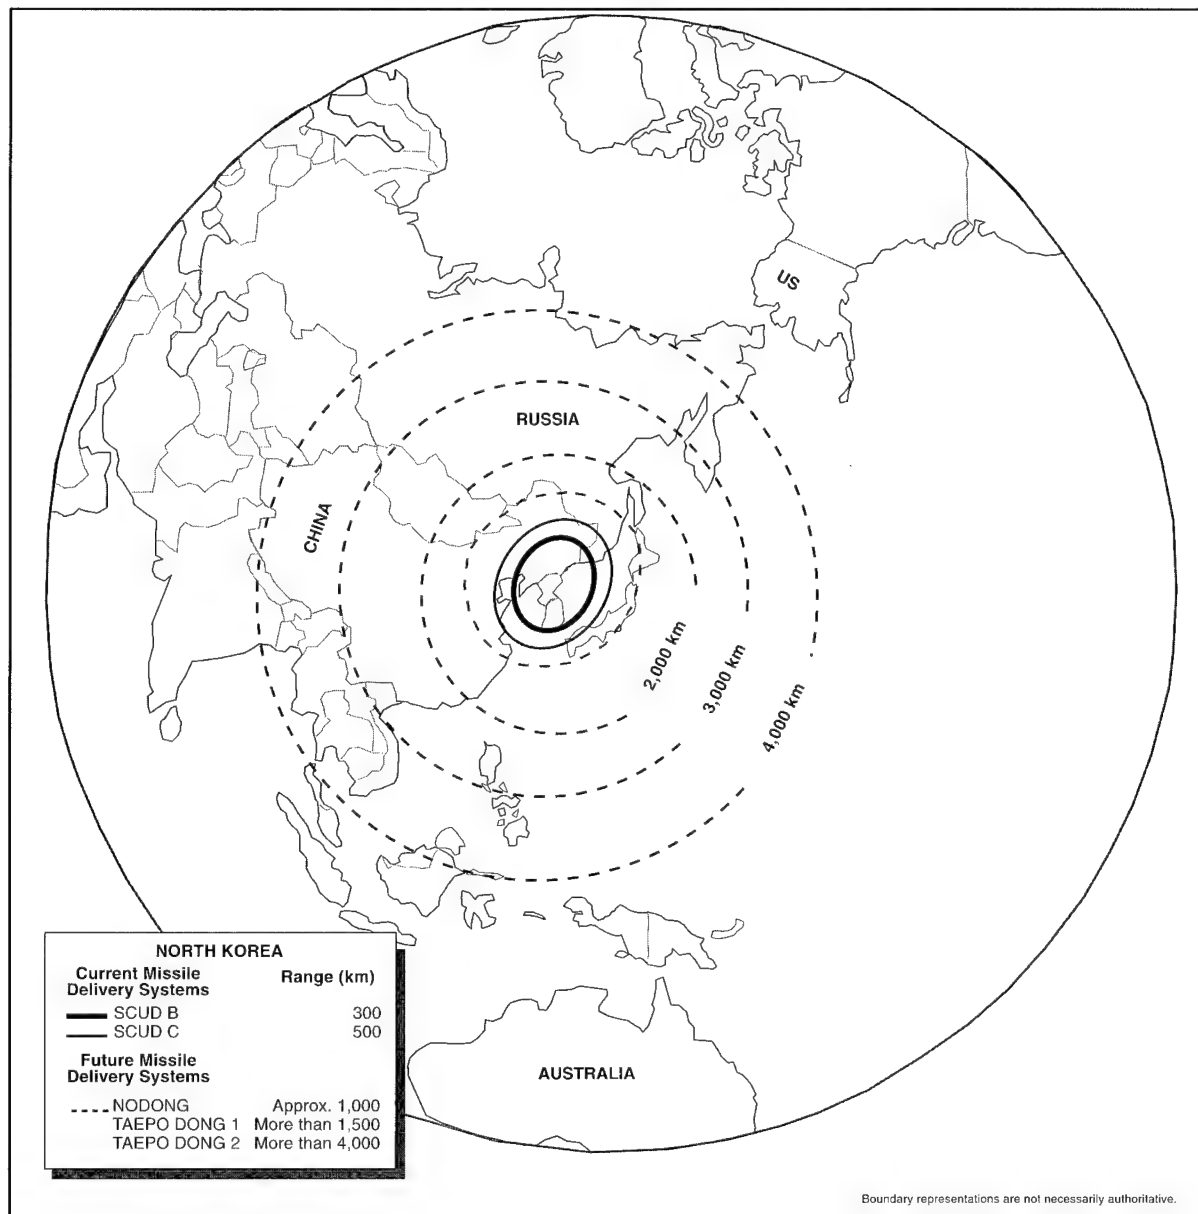 US
RUSSIA
CHINA
2,000 km
3,000 km
4,000 km
AUSTRALIA
NORTH KOREA
Current Missile
Delivery Systems
Range (km)
SCUD B 300
SCUD C 500
Future Missile
Delivery Systems
NODONG Approx. 1,000
TAEPO DONG 1 More than 1,500
TAEPO DONG 2 More than 4,000
Boundary representations are not necessarily authoritative.